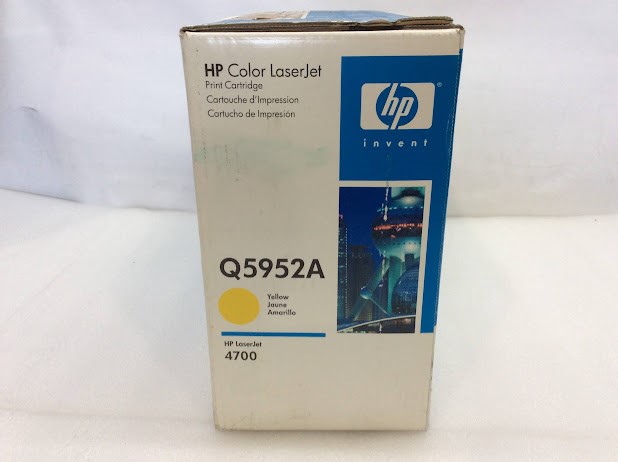 HP Color LaserJet
Print Cartridge
Cartouche d'Impression
Cartucho de Impresión
hp®
invent
Q5952A
Yellow
Jaune
Amarillo
HP LaserJet
4700